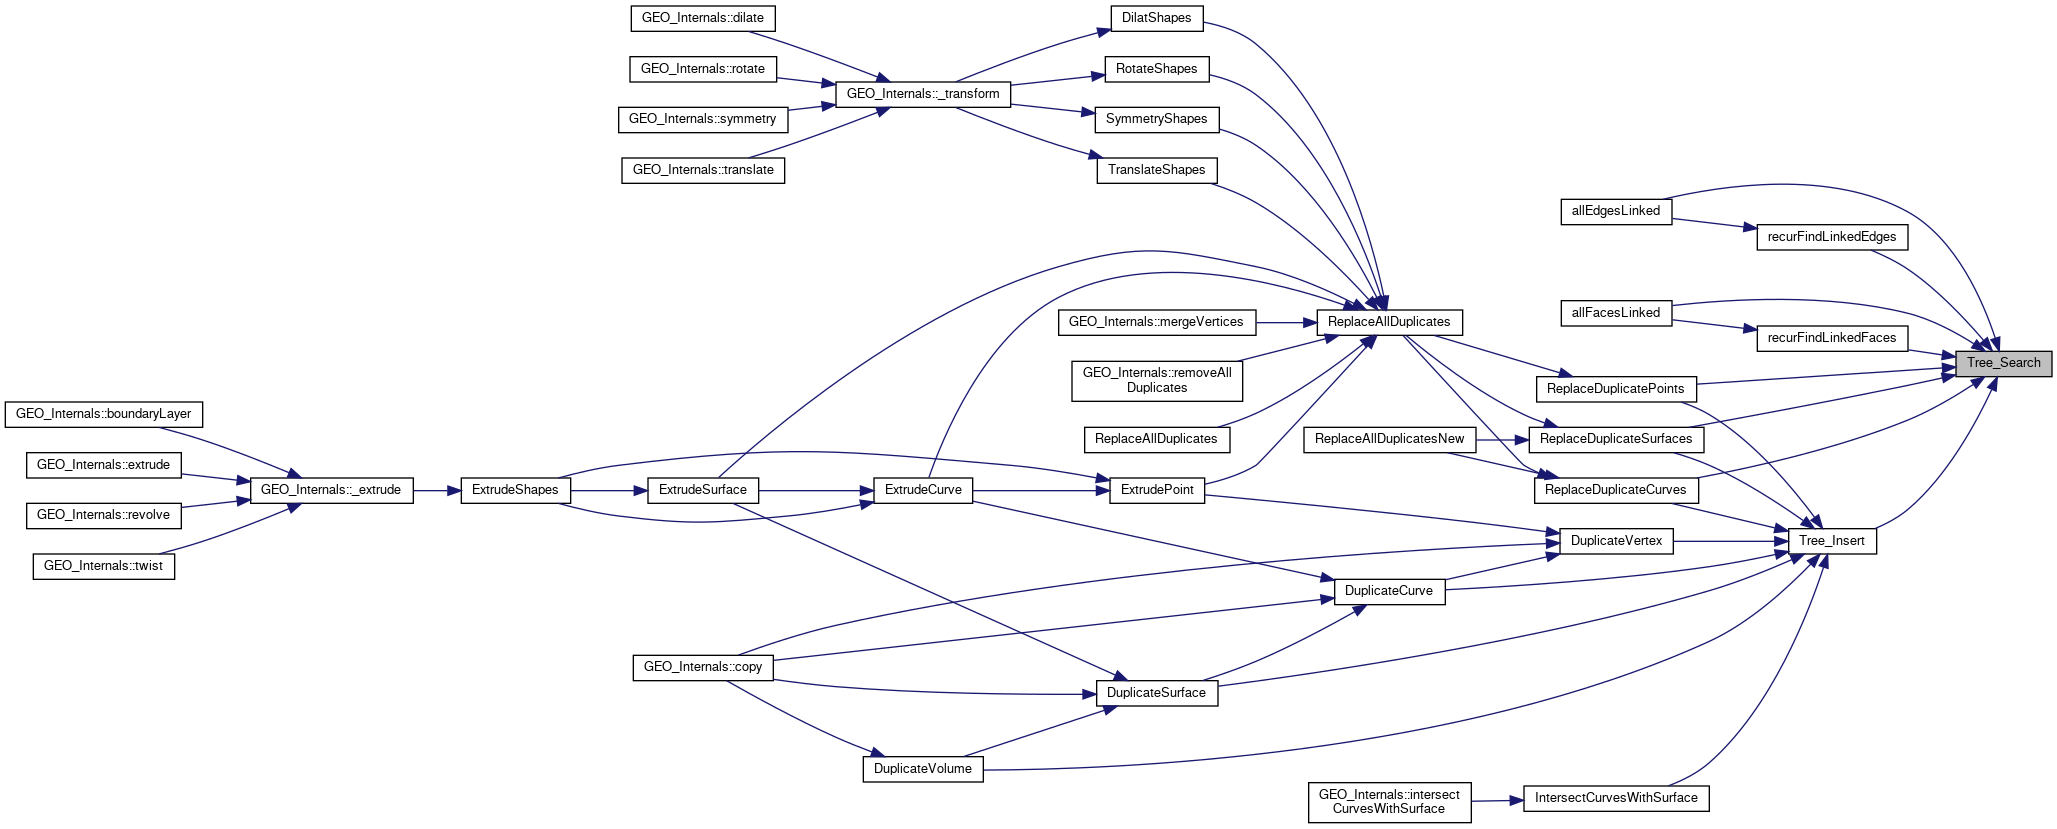 GEO_Internals::dilate
DilatShapes
GEO_Internals::rotate
RotateShapes
GEO_Internals::_transform
GEO_Internals::symmetry
SymmetryShapes
GEO_Internals::translate
TranslateShapes
allEdgesLinked
recurFindLinkedEdges
allFacesLinked
GEO_Internals::mergeVertices
ReplaceAllDuplicates
recurFindLinkedFaces
Tree_Search
GEO_Internals::removeAll
Duplicates
ReplaceDuplicatePoints
GEO_Internals::boundaryLayer
ReplaceAllDuplicates
ReplaceAllDuplicatesNew
ReplaceDuplicateSurfaces
GEO_Internals::extrude
GEO_Internals::_extrude
ExtrudeShapes
ExtrudeSurface
ExtrudeCurve
ExtrudePoint
ReplaceDuplicateCurves
GEO_Internals::revolve
DuplicateVertex
Tree_Insert
GEO_Internals::twist
DuplicateCurve
GEO_Internals::copy
DuplicateSurface
DuplicateVolume
GEO_Internals::intersect
CurvesWithSurface
IntersectCurvesWithSurface